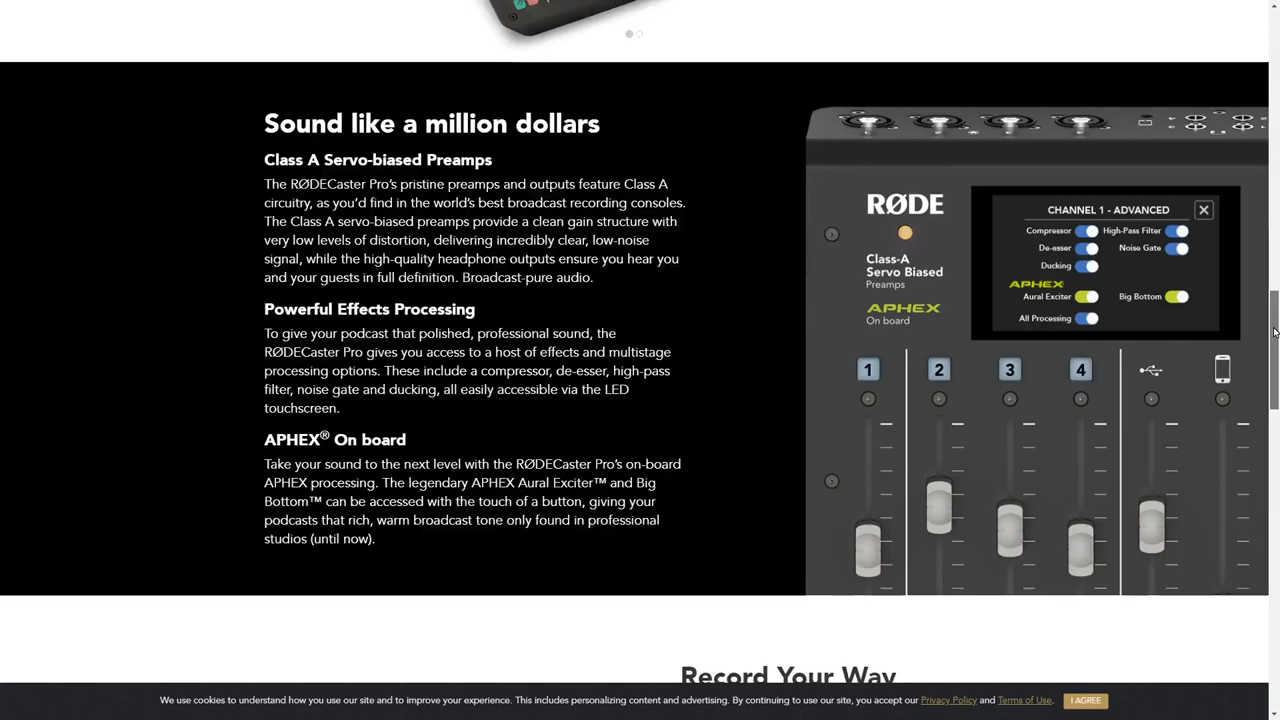 Sound like a million dollars
Class A Servo-biased Preamps
The RØDECaster Pro’s pristine preamps and outputs feature Class A
circuitry, as you’d find in the world’s best broadcast recording consoles.
The Class A servo-biased preamps provide a clean gain structure with
very low levels of distortion, delivering incredibly clear, low-noise
signal, while the high-quality headphone outputs ensure you hear you
and your guests in full definition. Broadcast-pure audio.
Powerful Effects Processing
To give your podcast that polished, professional sound, the
RØDECaster Pro gives you access to a host of effects and multistage
processing options. These include a compressor, de-esser, high-pass
filter, noise gate and ducking, all easily accessible via the LED
touchscreen.
APHEX® On board
Take your sound to the next level with the RØDECaster Pro’s on-board
APHEX processing. The legendary APHEX Aural Exciter™ and Big
Bottom™ can be accessed with the touch of a button, giving your
podcasts that rich, warm broadcast tone only found in professional
studios (until now).
RØDE
Class-A
Servo Biased
Preamps
APHEX
On board
CHANNEL 1 - ADVANCED
Compressor High-Pass Filter
De-esser Noise Gate
Ducking
APHEX
Aural Exciter Big Bottom
All Processing
1 2 3 4
Record Your Way
We use cookies to understand how you use our site and to improve your experience. This includes personalizing content and advertising. By continuing to use our site, you accept our Privacy Policy and Terms of Use. I AGREE